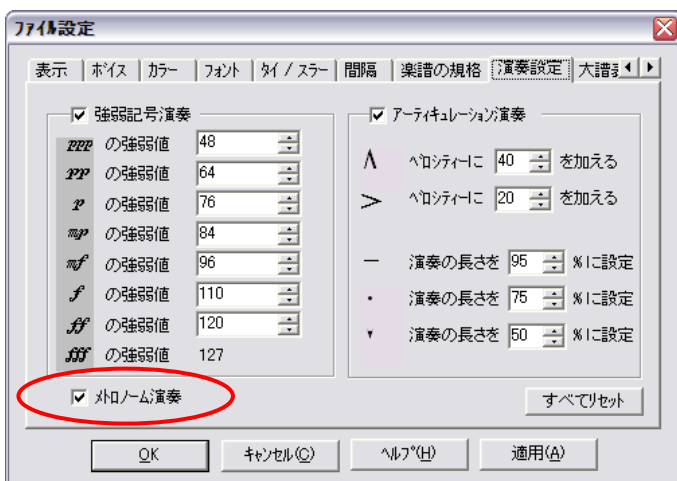 ファイル設定
表示 ボイス カラー フォント タイ / スラー 間隔 楽譜の規格 演奏設定 大譜
強弱記号演奏
ppp の強弱値 48
pp の強弱値 64
p の強弱値 76
mp の強弱値 84
mf の強弱値 96
f の強弱値 110
ff の強弱値 120
fff の強弱値 127
メトロノーム演奏
アーティキュレーション演奏
Λ ベロシティーに 40 を加える
> ベロシティーに 20 を加える
― 演奏の長さを 95 %に設定
・ 演奏の長さを 75 %に設定
▼ 演奏の長さを 50 %に設定
すべてリセット
OK キャンセル(C) ヘルプ(H) 適用(A)